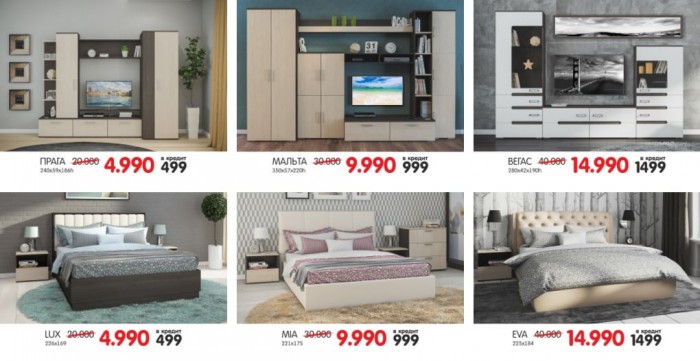 ПРАГА 20.000 4.990 в кредит 499
240x59x186h
МАЛЬТА 30.000 9.990 в кредит 999
350x57x220h
ВЕГАС 40.000 14.990 в кредит 1499
280x42x190h
31
LUX 20.000 4.990 в кредит 499
226x169
MIA 30.000 9.990 в кредит 999
221x175
EVA 40.000 14.990 в кредит 1499
225x184